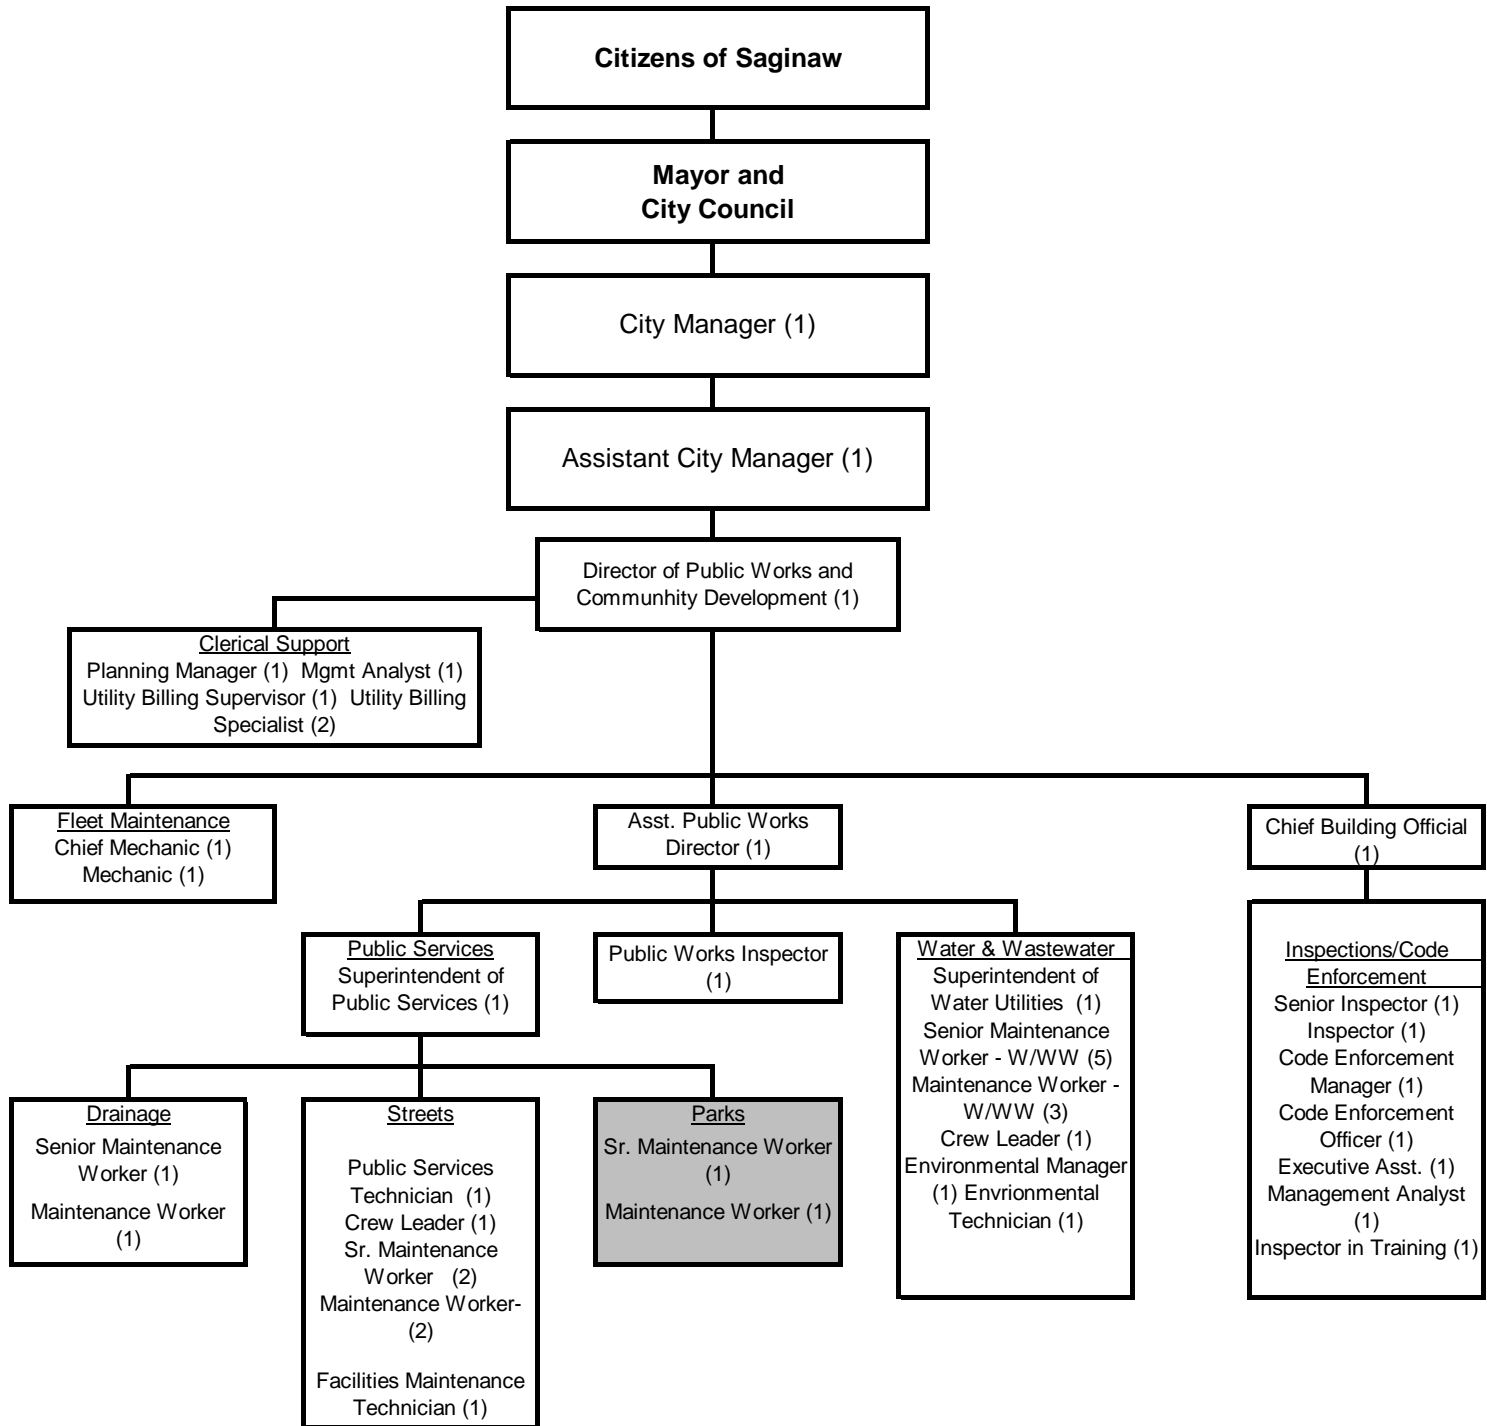 Citizens of Saginaw
Mayor and
City Council
City Manager (1)
Assistant City Manager (1)
Director of Public Works and
Communhity Development (1)
Clerical Support
Planning Manager (1)  Mgmt Analyst (1)
Utility Billing Supervisor (1)  Utility Billing
Specialist (2)
Fleet Maintenance
Chief Mechanic (1)
Mechanic (1)
Asst. Public Works
Director (1)
Chief Building Official
(1)
Public Services
Superintendent of
Public Services (1)
Public Works Inspector
(1)
Water & Wastewater
Superintendent of
Water Utilities  (1)
Senior Maintenance
Worker - W/WW (5)
Maintenance Worker -
W/WW (3)
Crew Leader (1)
Environmental Manager
(1) Envrionmental
Technician (1)
Inspections/Code
Enforcement
Senior Inspector (1)
Inspector (1)
Code Enforcement
Manager (1)
Code Enforcement
Officer (1)
Executive Asst. (1)
Management Analyst
(1)
Inspector in Training (1)
Drainage
Senior Maintenance
Worker (1)
Maintenance Worker
(1)
Streets
Public Services
Technician  (1)
Crew Leader (1)
Sr. Maintenance
Worker   (2)
Maintenance Worker-
(2)
Facilities Maintenance
Technician (1)
Parks
Sr. Maintenance Worker
(1)
Maintenance Worker (1)